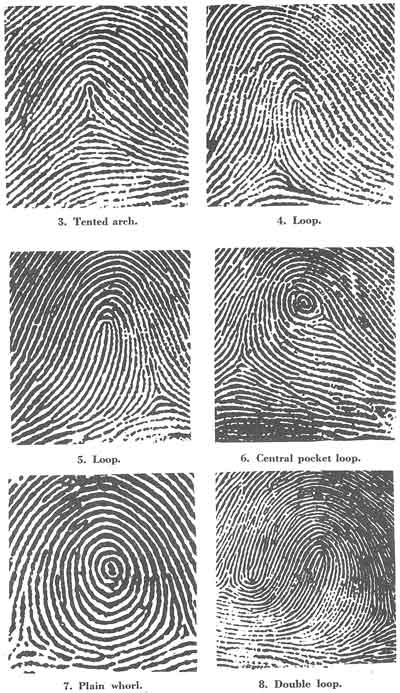 3. Tented arch.
4. Loop.
5. Loop.
6. Central pocket loop.
7. Plain whorl.
8. Double loop.